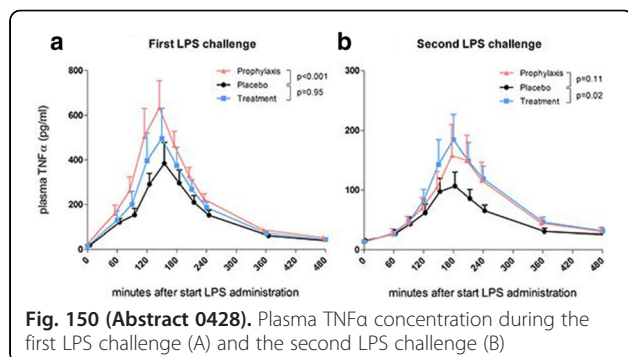 a
First LPS challenge
800
600
400
200
0
plasma TNFα (pg/ml)
Prophylaxis
Placebo
Treatment
p<0.001
p=0.95
0 60 120 180 240 300 360 420 480
minutes after start LPS administration
b
Second LPS challenge
300
200
100
0
Prophylaxis
Placebo
Treatment
p=0.11
p=0.02
0 60 120 180 240 300 360 420 480
minutes after start LPS administration
Fig. 150 (Abstract 0428). Plasma TNFα concentration during the
first LPS challenge (A) and the second LPS challenge (B)